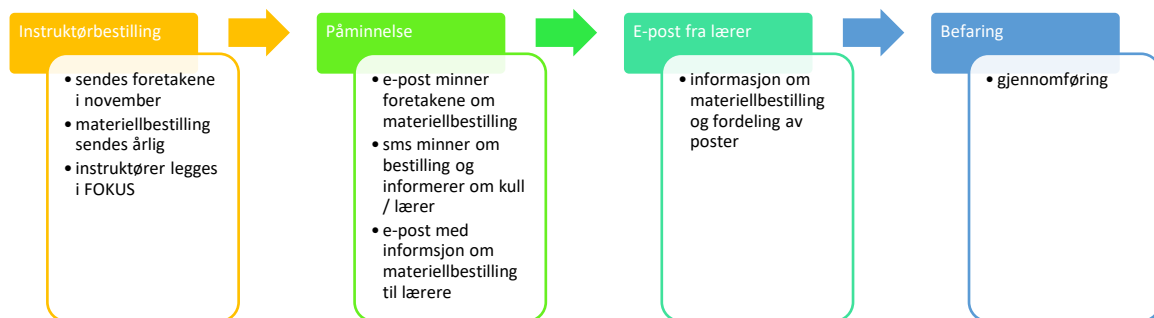 Instruktørbestilling
• sendes foretakene
i november
• materiellbestilling
sendes årlig
• instruktører legges
i FOKUS
Påminnelse
• e-post minner
foretakene om
materiellbestilling
• sms minner om
bestilling og
informerer om kull
/ lærer
• e-post med
informsjon om
materiellbestilling
til lærere
E-post fra lærer
• informasjon om
materiellbestilling
og fordeling av
poster
Befaring
• gjennomføring